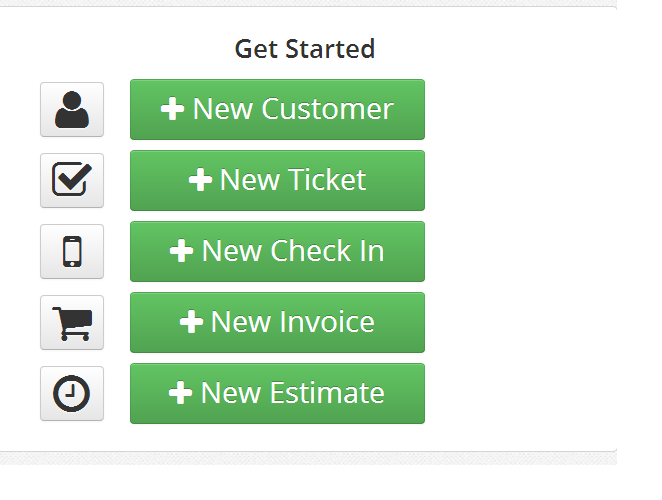 Get Started
New Customer
New Ticket
New Check In
New Invoice
New Estimate